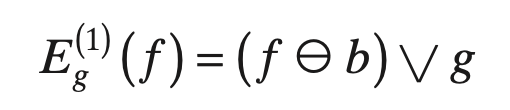 E_g^{(1)}(f) = (f ⊖ b) ∨ g